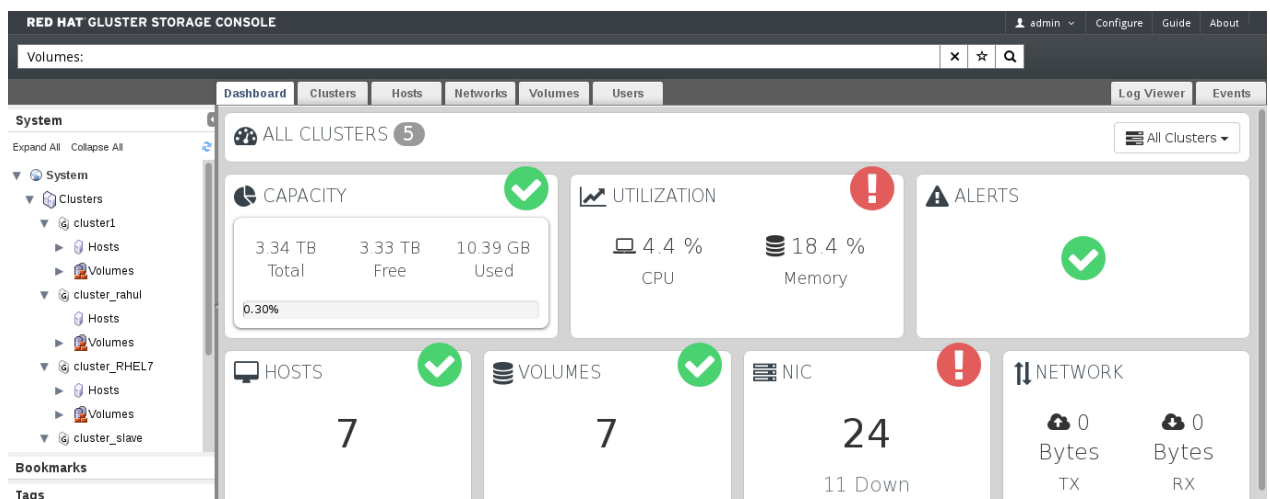 RED HAT GLUSTER STORAGE CONSOLE
admin Configure Guide About
Volumes:
Dashboard Clusters Hosts Networks Volumes Users Log Viewer Events
System
Expand All Collapse All
System
Clusters
cluster1
Hosts
Volumes
cluster_rahul
Hosts
Volumes
cluster_RHEL7
Hosts
Volumes
cluster_slave
Bookmarks
Tags
ALL CLUSTERS 5
All Clusters
CAPACITY
3.34 TB 3.33 TB 10.39 GB
Total Free Used
0.30%
UTILIZATION
4.4 % 18.4 %
CPU Memory
ALERTS
HOSTS
7
VOLUMES
7
NIC
24
11 Down
NETWORK
0 0
Bytes Bytes
TX RX